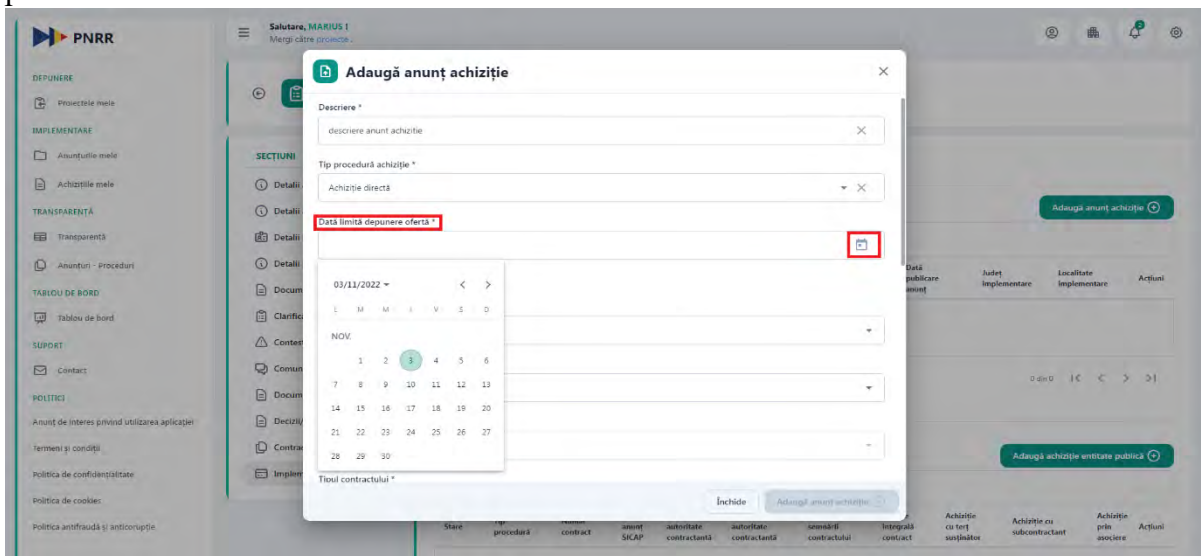 PNRR
Salutare, MARIUS !
Mergi către proiecte.
DEPUNERE
Proiectele mele
IMPLEMENTARE
Anunțurile mele
Achizițiile mele
TRANSPARENȚĂ
Transparență
Anunțuri - Proceduri
TABLOU DE BORD
Tablou de bord
SUPORT
Contact
POLITICI
Anunț de interes privind utilizarea aplicației
Termeni și condiții
Politica de confidențialitate
Politica de cookies
Politica antifraudă și anticorupție
SECȚIUNI
Detalii
Detalii
Detalii
Detalii
Docum
Clarific
Contest
Comun
Docum
Decizii/
Contrac
Implem
Adaugă anunț achiziție
Descriere *
descriere anunt achizitie
Tip procedură achiziție *
Achiziție directă
Dată limită depunere ofertă *
03/11/2022
L M M J V S D
NOV.
1 2 3 4 5 6
7 8 9 10 11 12 13
14 15 16 17 18 19 20
21 22 23 24 25 26 27
28 29 30
Tipul contractului *
Închide
Adaugă anunț achiziție
Adaugă anunț achiziție
Dată publicare anunț
Județ implementare
Localitate implementare
Acțiuni
0 din 0
Adaugă achiziție entitate publică
Stare
Tip procedură
Număr contract
anunț SICAP
autoritate contractantă
autoritate contractantă
semnării contractului
întregrală contract
Achiziție cu terț susținător
Achiziție cu subcontractant
Achiziție prin asociere
Acțiuni